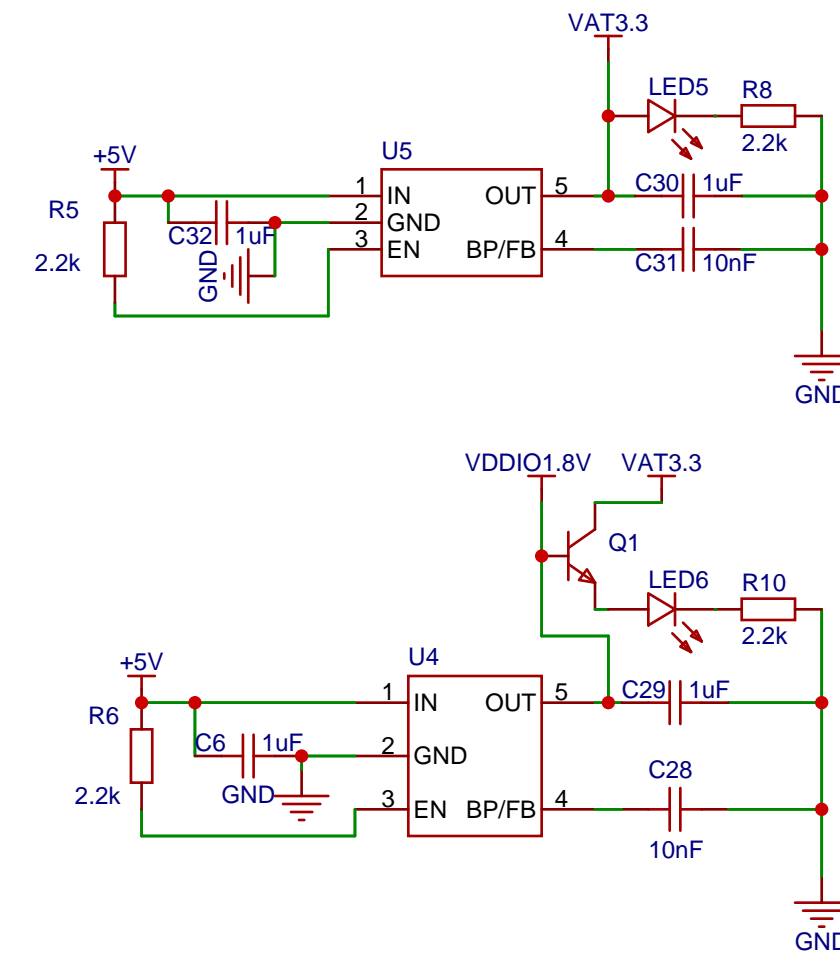 VAT3.3
LED5
R8
2.2k
+5V
U5
R5
2.2k
C32
1uF
GND
1
2
3
IN
GND
EN
OUT
BP/FB
5
4
C30
1uF
C31
10nF
GND
VDDIO1.8V
VAT3.3
Q1
LED6
R10
2.2k
+5V
U4
R6
2.2k
C6
1uF
GND
1
2
3
IN
GND
EN
OUT
BP/FB
5
4
C29
1uF
C28
10nF
GND